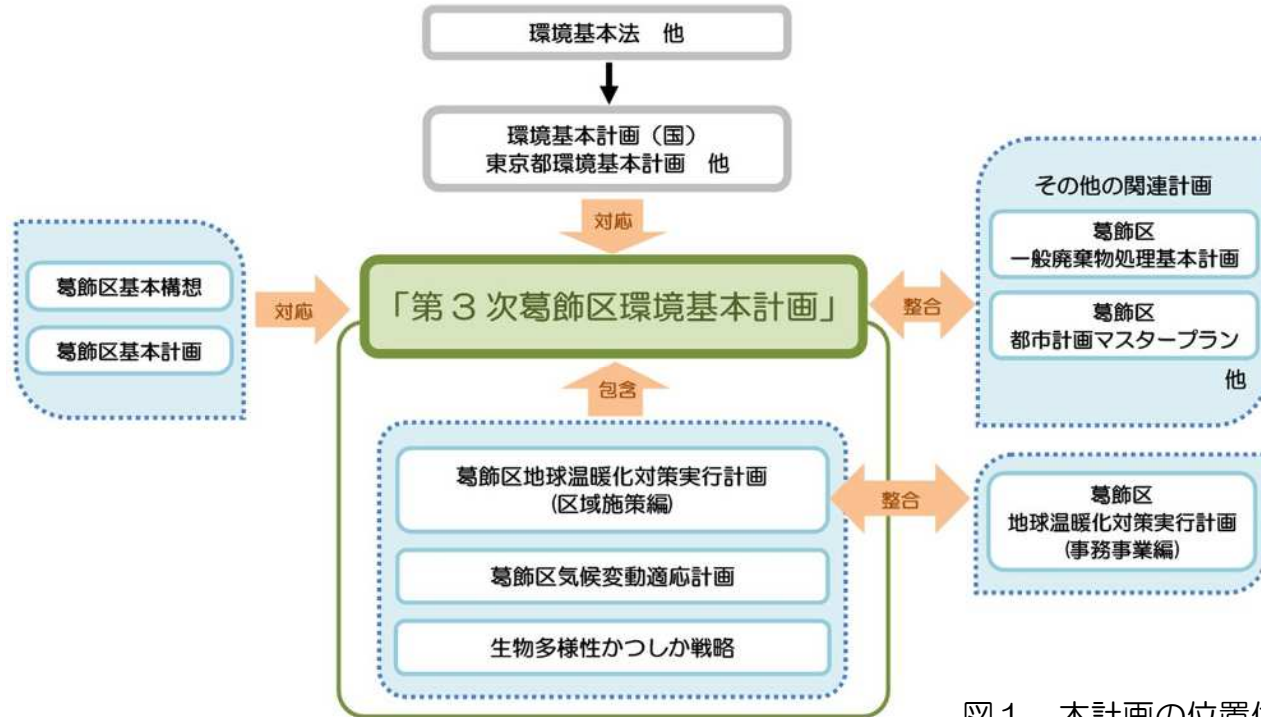 環境基本法　他
環境基本計画（国）
東京都環境基本計画　他
対応
葛飾区基本構想
葛飾区基本計画
対応
「第３次葛飾区環境基本計画」
整合
その他の関連計画
葛飾区
一般廃棄物処理基本計画
葛飾区
都市計画マスタープラン
他
包含
葛飾区地球温暖化対策実行計画
(区域施策編)
葛飾区気候変動適応計画
生物多様性かつしか戦略
整合
葛飾区
地球温暖化対策実行計画
(事務事業編)
図１　本計画の位置